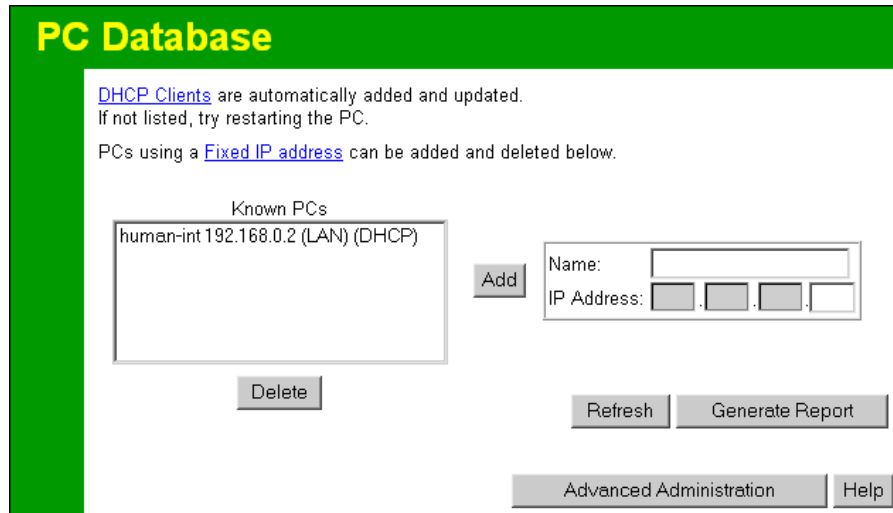 PC Database
DHCP Clients are automatically added and updated.
If not listed, try restarting the PC.
PCs using a Fixed IP address can be added and deleted below.
Known PCs
human-int 192.168.0.2 (LAN) (DHCP)
Add
Name:
IP Address: . . .
Delete
Refresh
Generate Report
Advanced Administration
Help